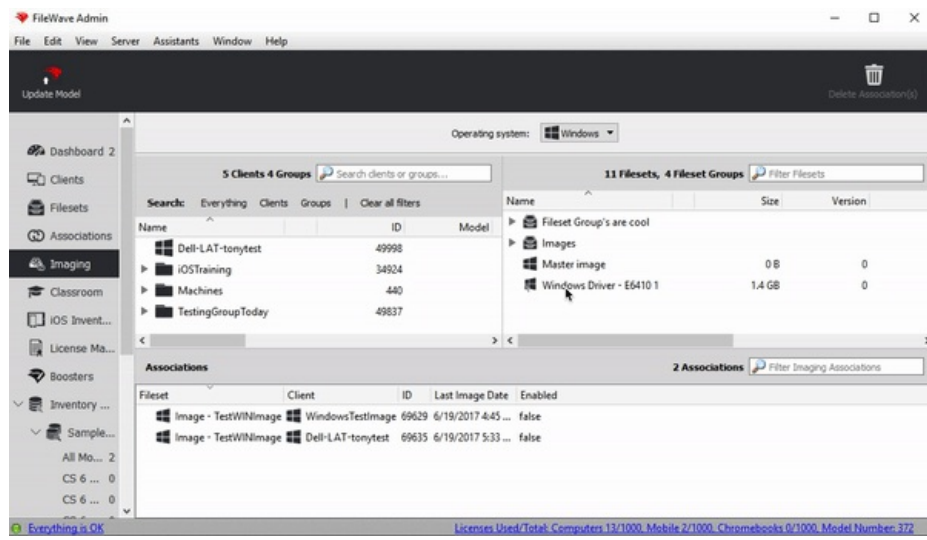 FileWave Admin
File Edit View Server Assistants Window Help
Update Model
Delete Association(s)
Operating system: Windows
Dashboard 2
Clients
Filesets
Associations
Imaging
Classroom
iOS Invent...
License Ma...
Boosters
Inventory ...
Sample...
All Mo... 2
CS 6 ... 0
CS 6 ... 0
5 Clients 4 Groups Search clients or groups...
Search: Everything Clients Groups | Clear all filters
Name ID Model
Dell-LAT-tonytest 49998
iOSTraining 34924
Machines 440
TestingGroupToday 49837
11 Filesets, 4 Fileset Groups Filter Filesets
Name Size Version
Fileset Group's are cool
Images
Master image 0 B 0
Windows Driver - E6410 1 1.4 GB 0
Associations 2 Associations Filter Imaging Associations
Fileset Client ID Last Image Date Enabled
Image - TestWINImage WindowsTestImage 69629 6/19/2017 4:45 ... false
Image - TestWINImage Dell-LAT-tonytest 69635 6/19/2017 5:33 ... false
Everything is OK
Licenses Used/Total: Computers 13/1000, Mobile 2/1000, Chromebooks 0/1000, Model Number: 372